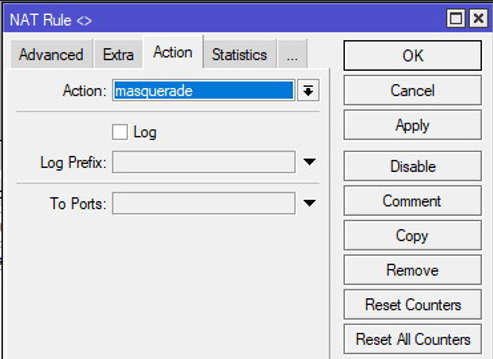 NAT Rule <>
Advanced Extra Action Statistics ...
Action: masquerade
Log
Log Prefix:
To Ports:
OK
Cancel
Apply
Disable
Comment
Copy
Remove
Reset Counters
Reset All Counters